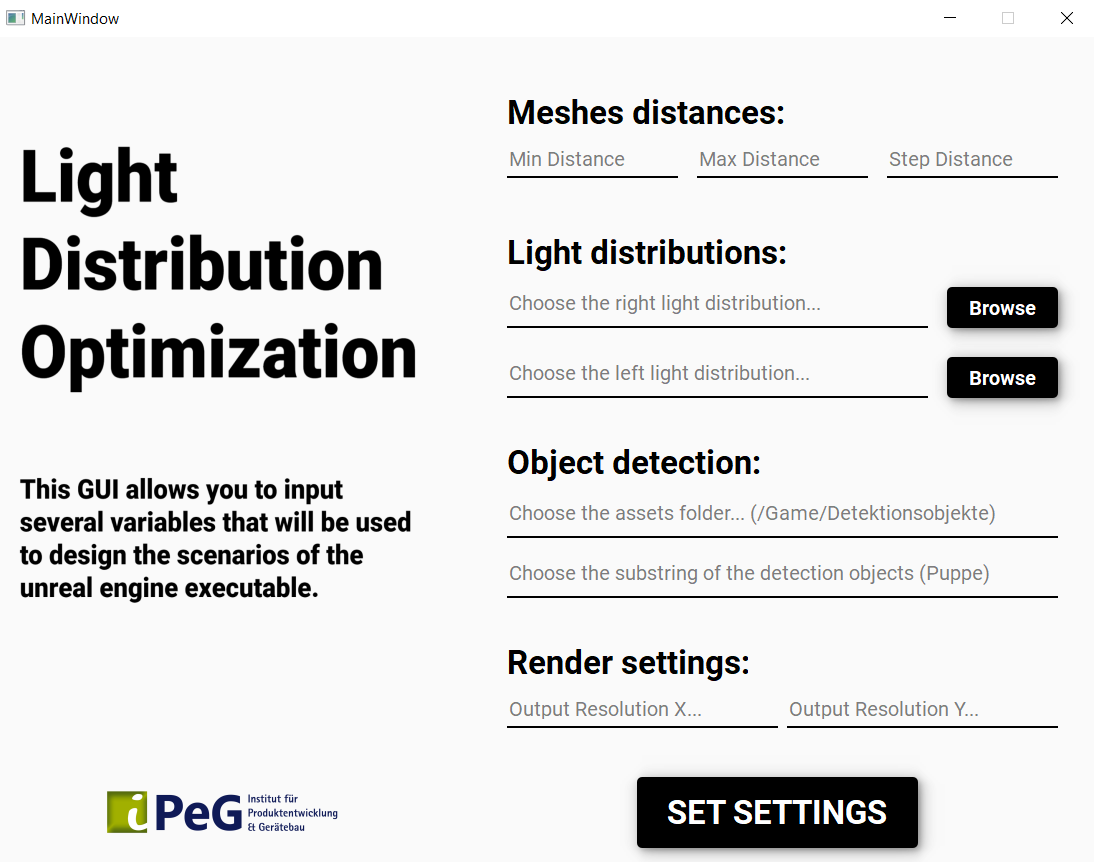 MainWindow
Light
Distribution
Optimization
This GUI allows you to input
several variables that will be used
to design the scenarios of the
unreal engine executable.
iPeG Institut für
Produktentwicklung
& Gerätebau
Meshes distances:
Min Distance Max Distance Step Distance
Light distributions:
Choose the right light distribution... Browse
Choose the left light distribution... Browse
Object detection:
Choose the assets folder... (/Game/Detektionsobjekte)
Choose the substring of the detection objects (Puppe)
Render settings:
Output Resolution X... Output Resolution Y...
SET SETTINGS